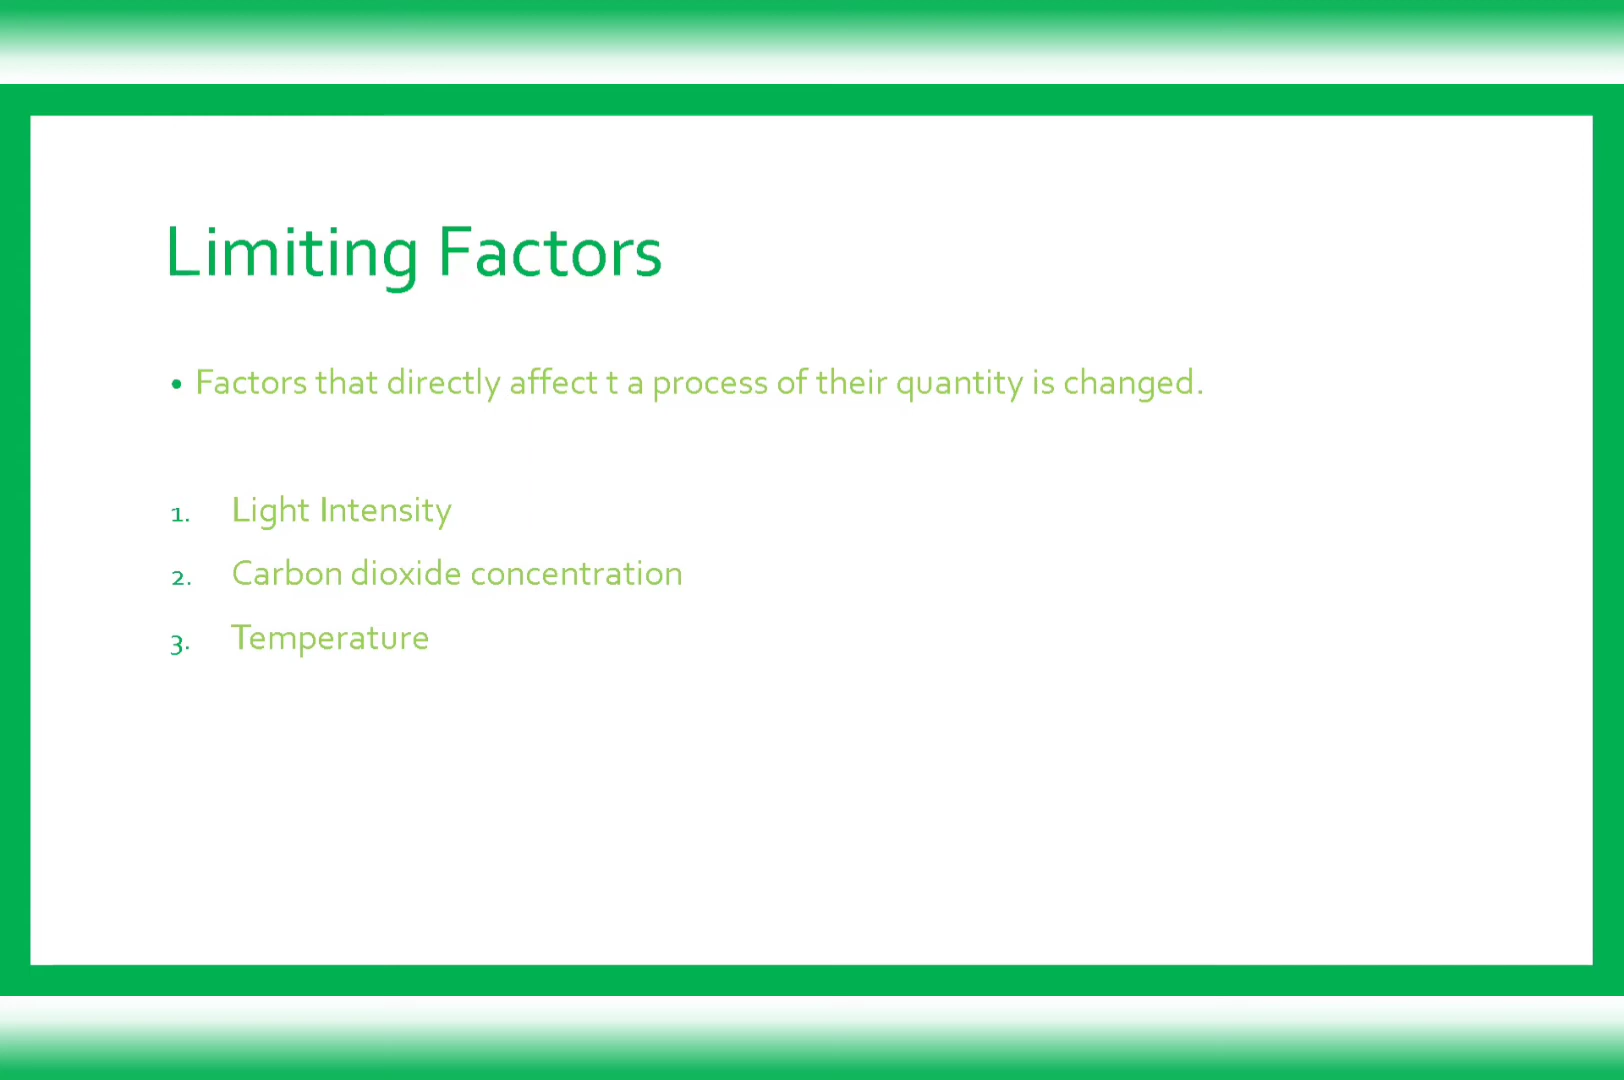 Limiting Factors
• Factors that directly affect t a process of their quantity is changed.
1. Light Intensity
2. Carbon dioxide concentration
3. Temperature